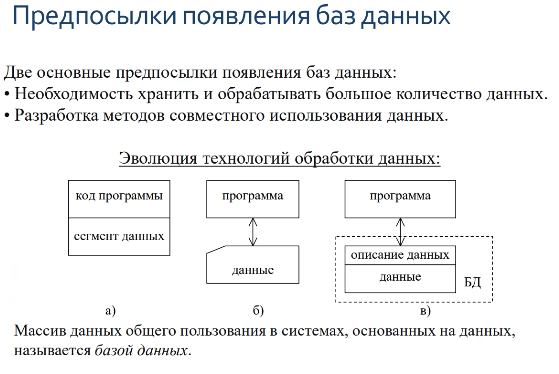 Предпосылки появления баз данных
Две основные предпосылки появления баз данных:
• Необходимость хранить и обрабатывать большое количество данных.
• Разработка методов совместного использования данных.
Эволюция технологий обработки данных:
код программы
сегмент данных
а)
программа
данные
б)
программа
описание данных
данные
БД
в)
Массив данных общего пользования в системах, основанных на данных,
называется базой данных.